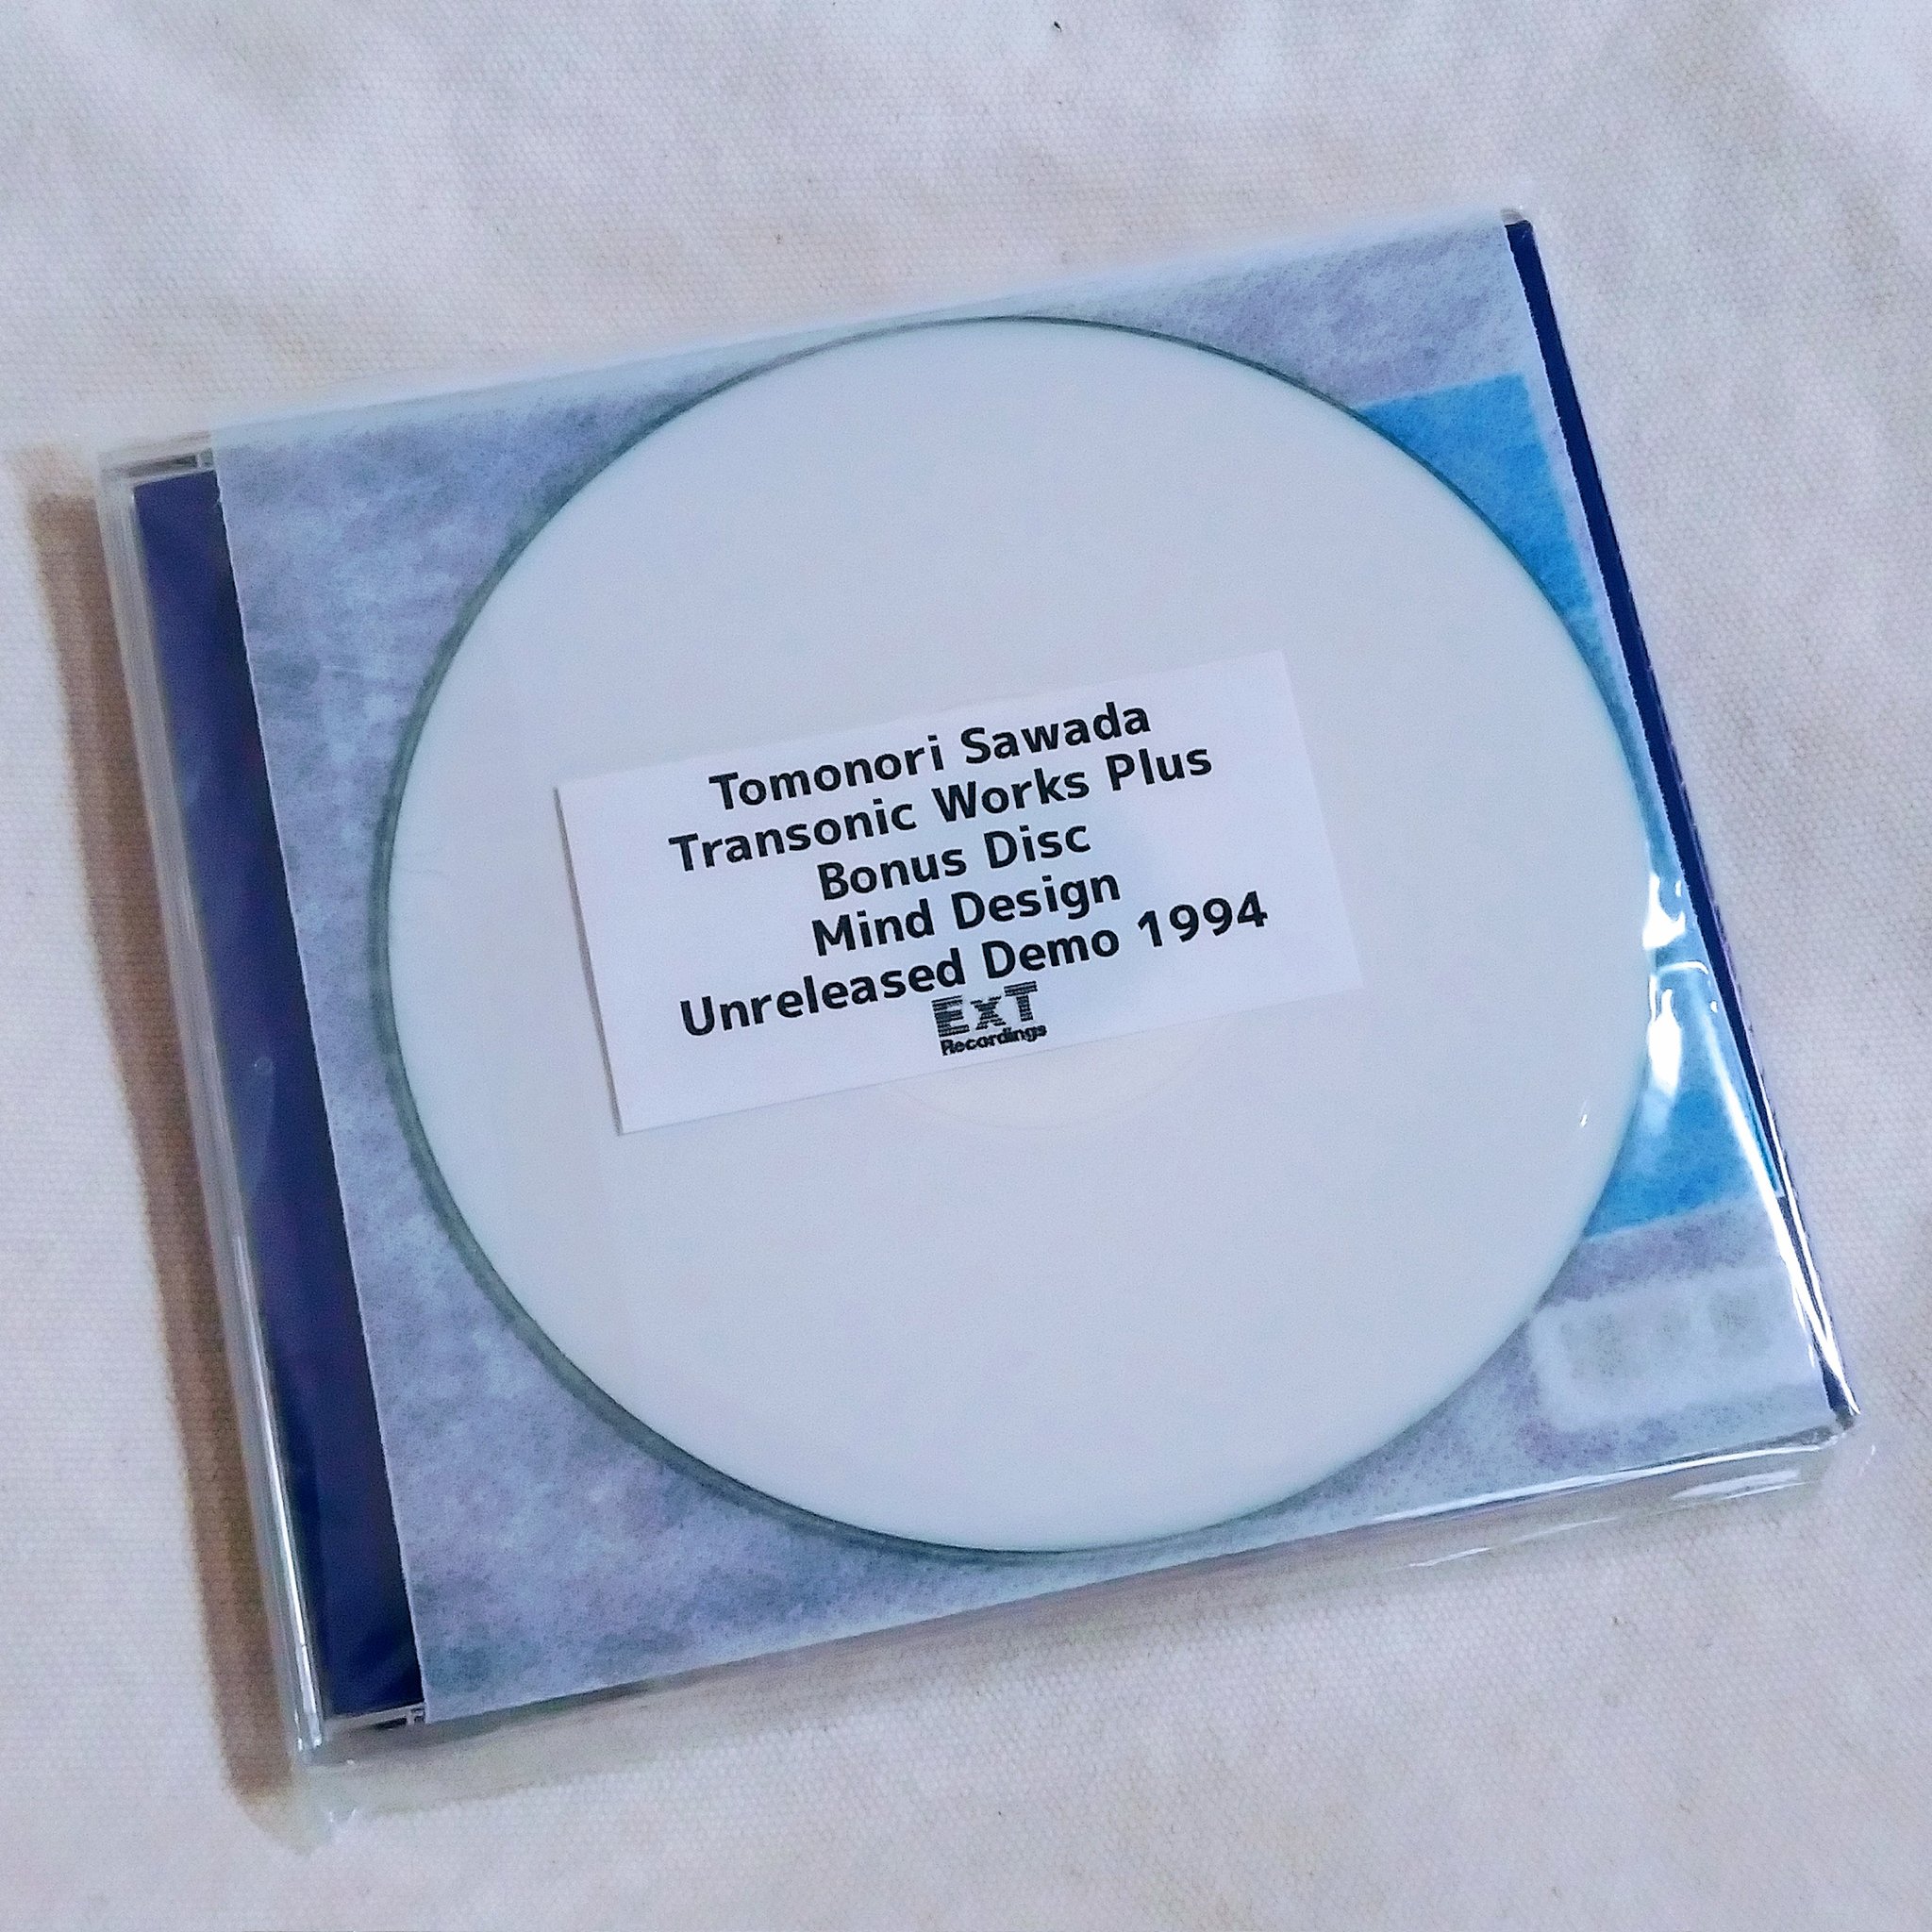 Tomonori Sawada
Transonic Works Plus
Bonus Disc
Mind Design
Unreleased Demo 1994
ExT
Recordings